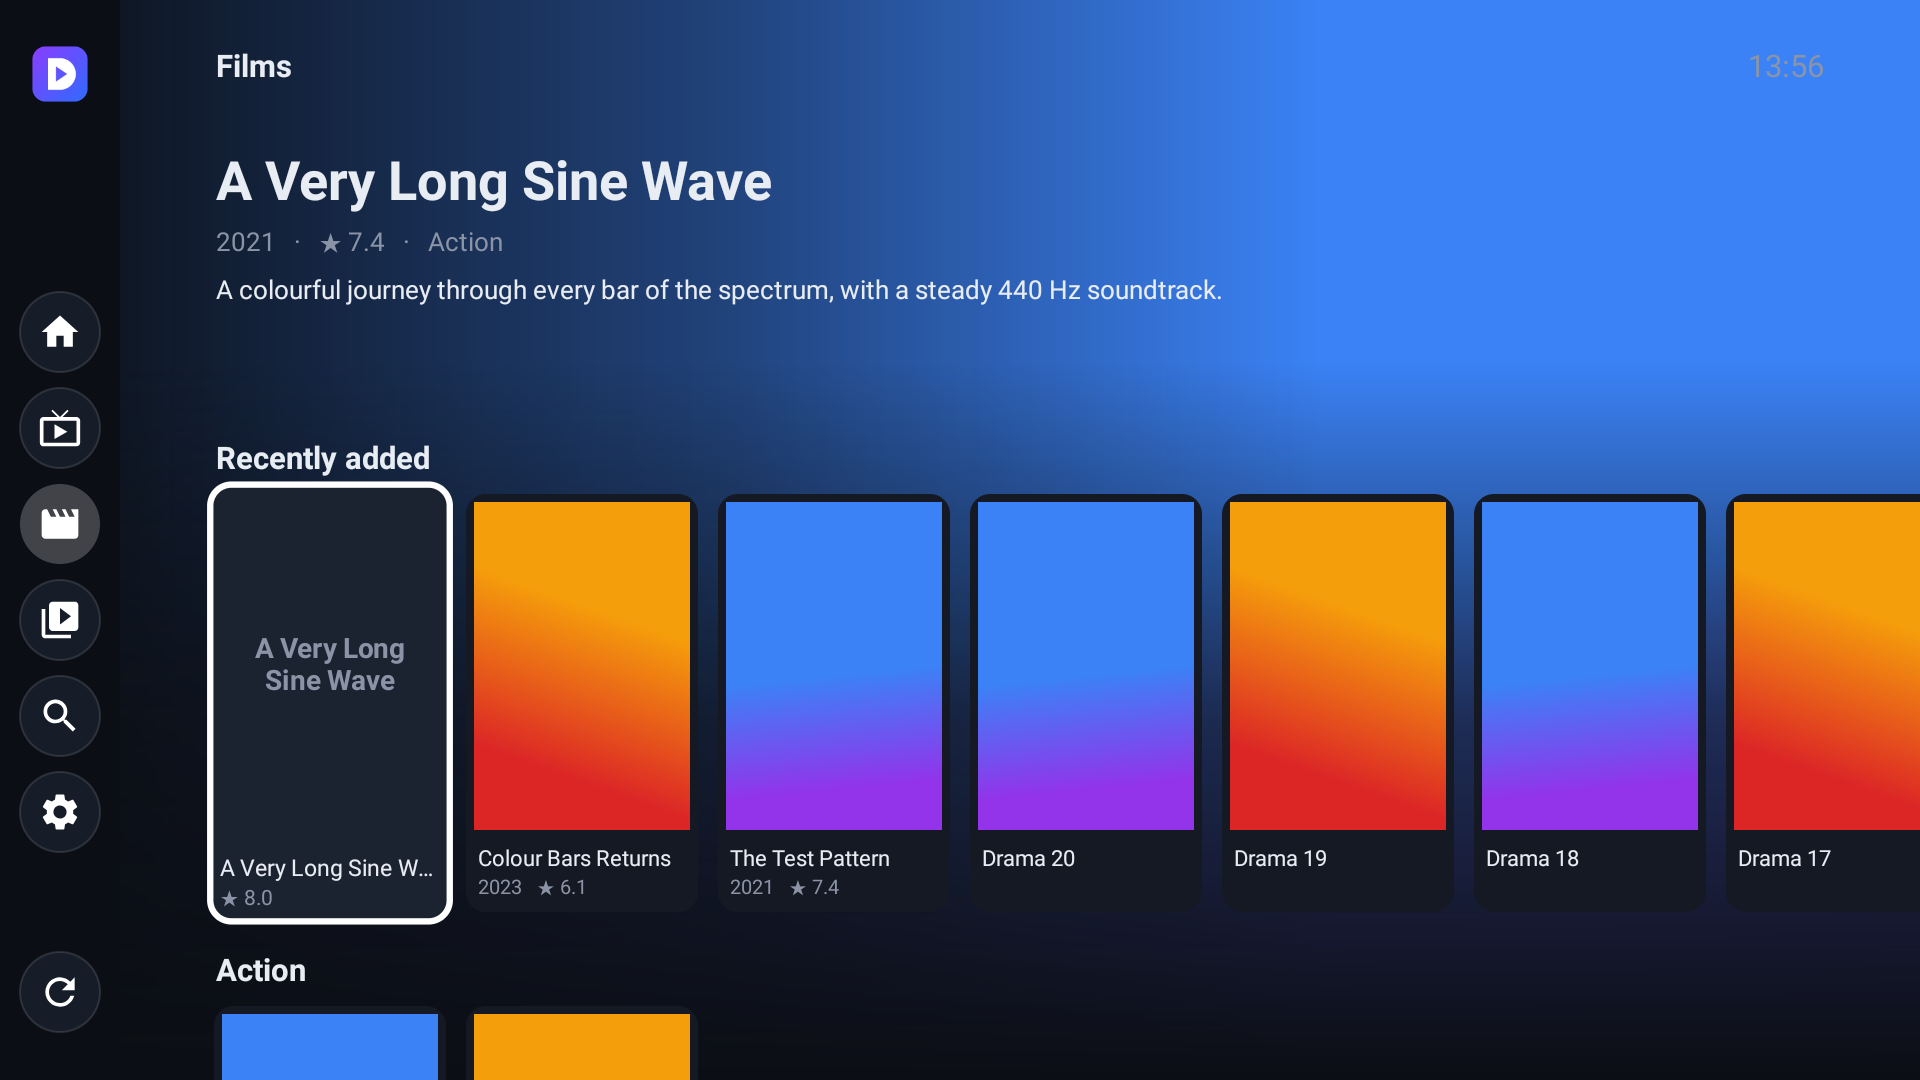 Films
13:56
A Very Long Sine Wave
2021 · ★ 7.4 · Action
A colourful journey through every bar of the spectrum, with a steady 440 Hz soundtrack.
Recently added
A Very Long
Sine Wave
A Very Long Sine W...
★ 8.0
Colour Bars Returns
2023 ★ 6.1
The Test Pattern
2021 ★ 7.4
Drama 20
Drama 19
Drama 18
Drama 17
Action